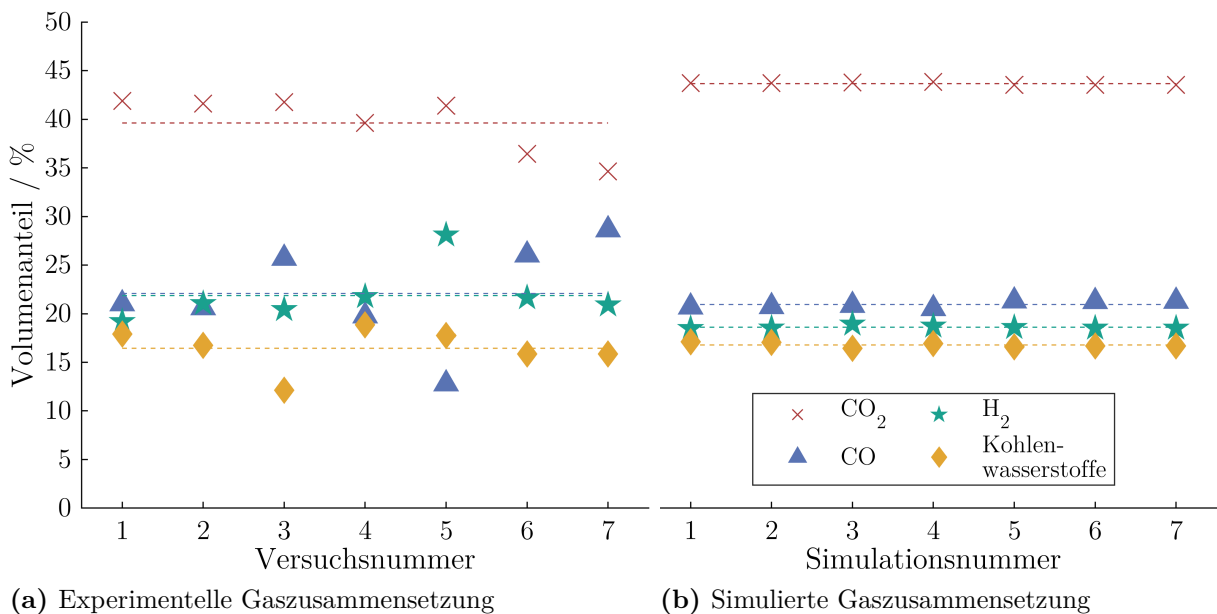 Volumenanteil / %
50
45
40
35
30
25
20
15
10
5
0
1 2 3 4 5 6 7
Versuchsnummer
(a) Experimentelle Gaszusammensetzung
CO₂
H₂
CO
Kohlen-
wasserstoffe
1 2 3 4 5 6 7
Simulationsnummer
(b) Simulierte Gaszusammensetzung